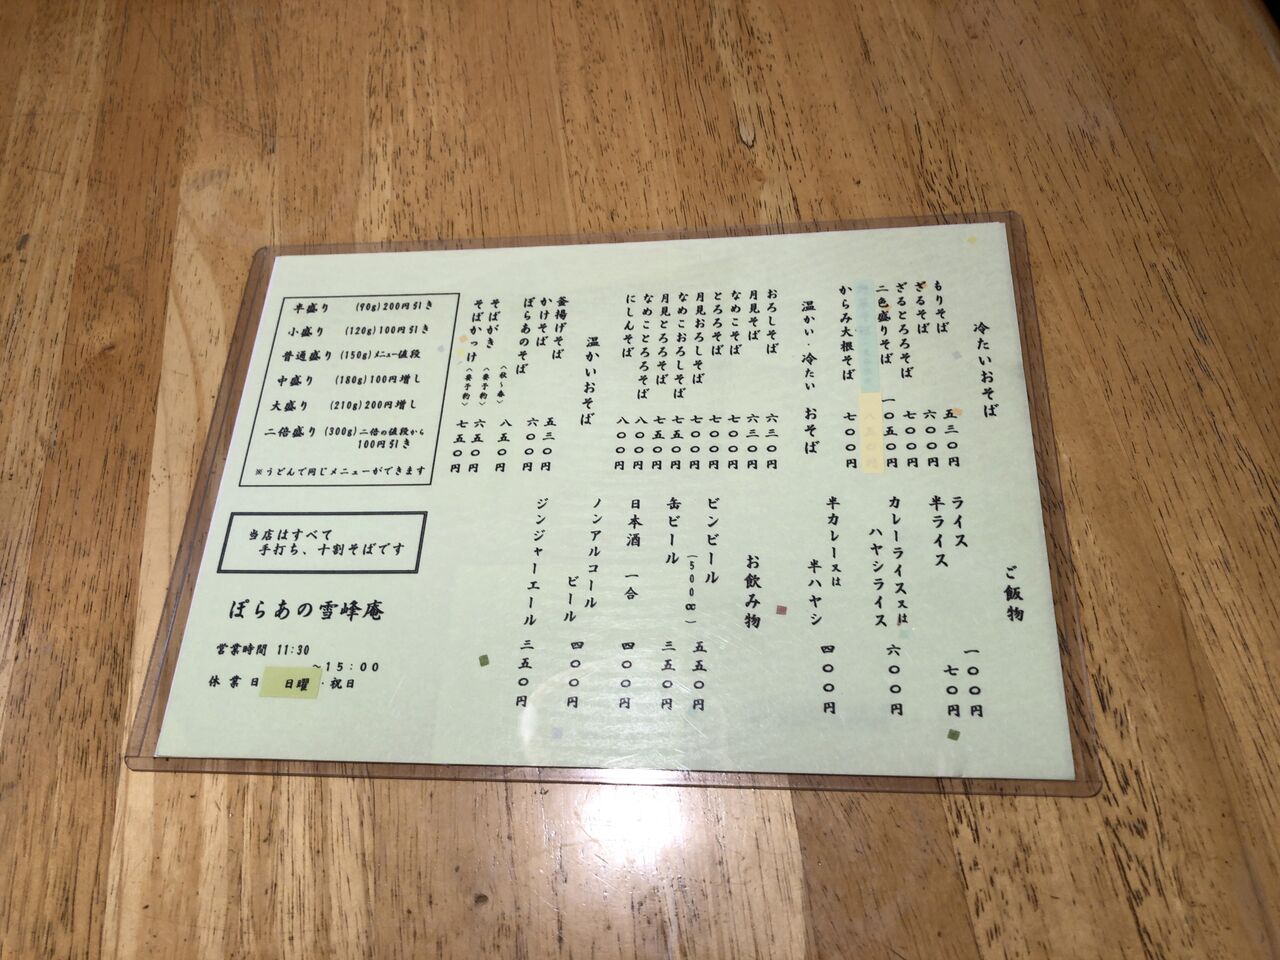 冷たいおそば
もりそば 五三〇円
ざるそば 六〇〇円
ざるとろろそば 七〇〇円
二色盛りそば 一〇五〇円
八五〇円
からみ大根そば 七〇〇円
温かい・冷たい おそば
おろしそば 六三〇円
月見そば 六三〇円
なめこそば 七〇〇円
とろろそば 七〇〇円
月見おろしそば 七〇〇円
なめこおろしそば 七五〇円
月見とろろそば 七五〇円
なめことろろそば 八〇〇円
にしんそば 八〇〇円
温かいおそば
釜揚げそば 五三〇円
かけそば 六〇〇円
ぽらあのそば 八五〇円
そばがき (秋〜春)(要予約) 六五〇円
そばかっけ (要予約) 七五〇円
半盛り (90g)200円引き
小盛り (120g)100円引き
普通盛り(150g)メニュー値段
中盛り (180g)100円増し
大盛り (210g)200円増し
二倍盛り(300g)二倍の値段から
100円引き
※うどんで同じメニューができます
ご飯物
ライス 一〇〇円
半ライス 七〇円
カレーライス又は
ハヤシライス 六〇〇円
半カレー又は
半ハヤシ 四〇〇円
お飲み物
ビンビール (500cc) 五五〇円
缶ビール 三五〇円
日本酒 一合 四〇〇円
ノンアルコール
ビール 四〇〇円
ジンジャーエール 三五〇円
当店はすべて
手打ち、十割そばです
ぽらあの雪峰庵
営業時間 11:30
〜15:00
休業日 日曜・祝日